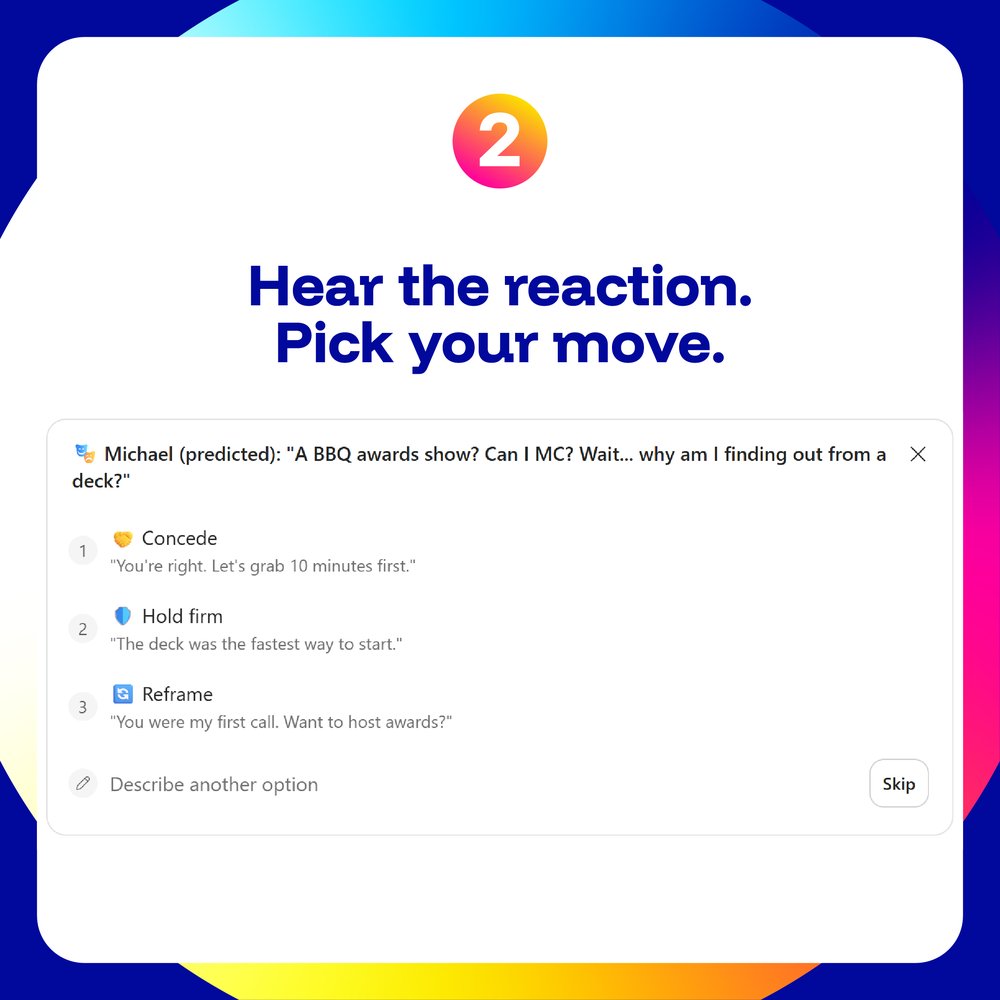 2
Hear the reaction.
Pick your move.
🎭 Michael (predicted): "A BBQ awards show? Can I MC? Wait... why am I finding out from a
deck?"
1
🤝 Concede
"You're right. Let's grab 10 minutes first."
2
🛡️ Hold firm
"The deck was the fastest way to start."
3
🔄 Reframe
"You were my first call. Want to host awards?"
Describe another option
Skip